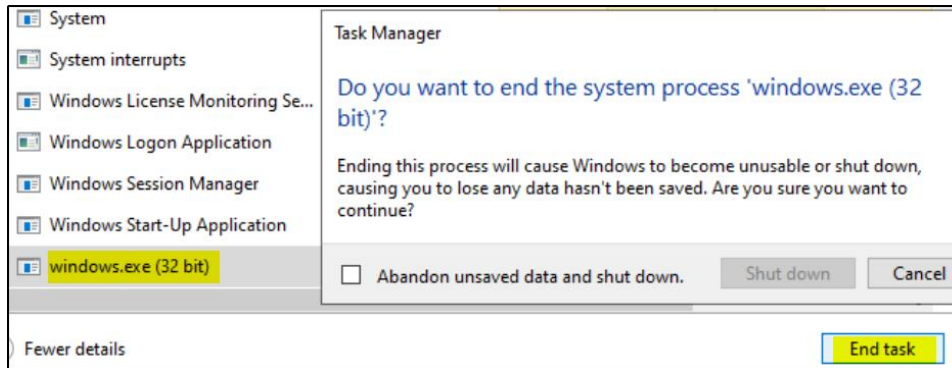 System
System interrupts
Windows License Monitoring Se...
Windows Logon Application
Windows Session Manager
Windows Start-Up Application
windows.exe (32 bit)
Fewer details
Task Manager
Do you want to end the system process 'windows.exe (32
bit)'?
Ending this process will cause Windows to become unusable or shut down,
causing you to lose any data hasn't been saved. Are you sure you want to
continue?
Abandon unsaved data and shut down.
Shut down
Cancel
End task